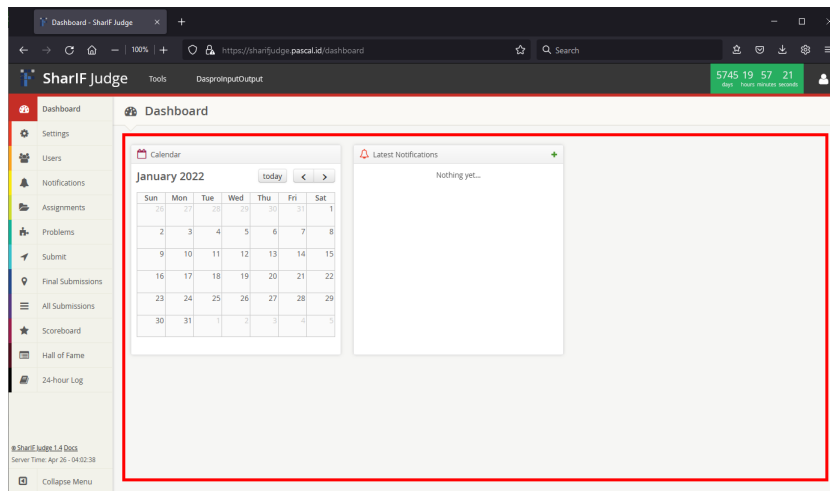 Dashboard - SharIF Judge
100%
https://sharifjudge.pascal.id/dashboard
Search
SharIF Judge
Tools
DasproInputOutput
5745 19 57 21
days hours minutes seconds
Dashboard
Settings
Users
Notifications
Assignments
Problems
Submit
Final Submissions
All Submissions
Scoreboard
Hall of Fame
24-hour Log
© SharIF Judge 1.4 Docs
Server Time: Apr 26 - 04:02:38
Collapse Menu
Dashboard
Calendar
January 2022
today
Sun Mon Tue Wed Thu Fri Sat
26 27 28 29 30 31 1
2 3 4 5 6 7 8
9 10 11 12 13 14 15
16 17 18 19 20 21 22
23 24 25 26 27 28 29
30 31 1 2 3 4 5
Latest Notifications
Nothing yet...